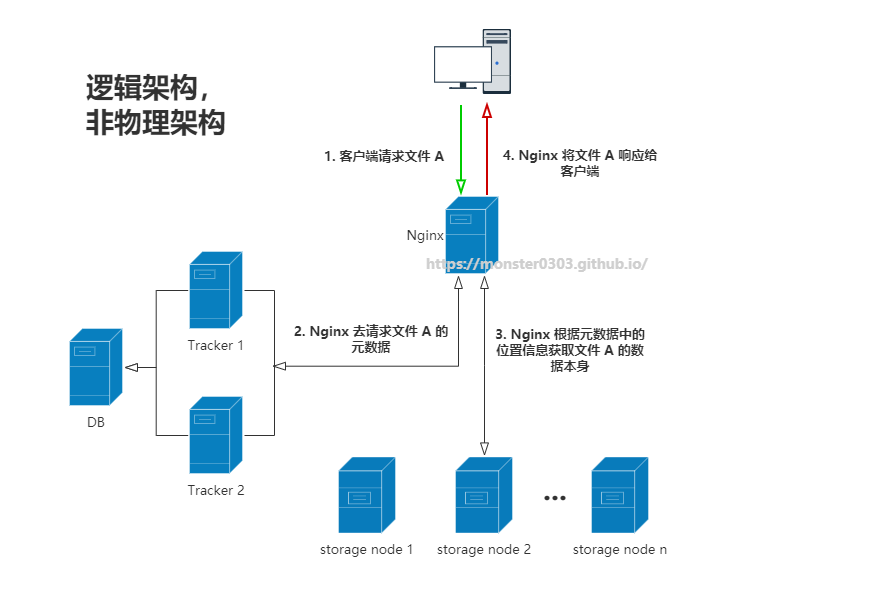 逻辑架构，
非物理架构
1. 客户端请求文件 A
4. Nginx 将文件 A 响应给
客户端
Nginx
https://monster0303.github.io/
2. Nginx 去请求文件 A 的
元数据
3. Nginx 根据元数据中的
位置信息获取文件 A 的数
据本身
Tracker 1
DB
Tracker 2
•••
storage node 1
storage node 2
storage node n